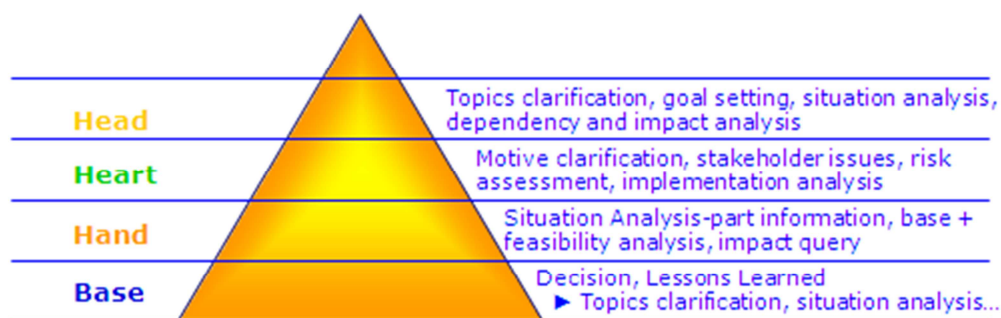 Head
Topics clarification, goal setting, situation analysis,
dependency and impact analysis
Heart
Motive clarification, stakeholder issues, risk
assessment, implementation analysis
Hand
Situation Analysis-part information, base +
feasibility analysis, impact query
Base
Decision, Lessons Learned
► Topics clarification, situation analysis...